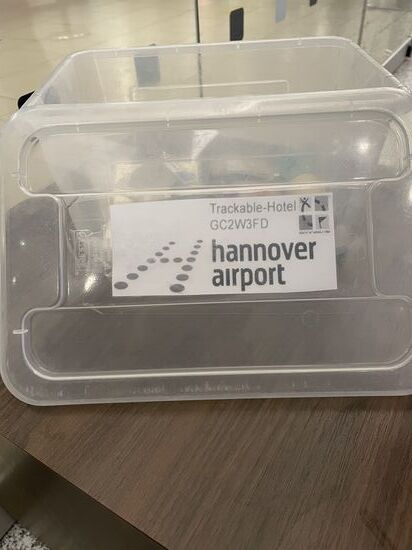 Trackable-Hotel
GC2W3FD
hannover
airport